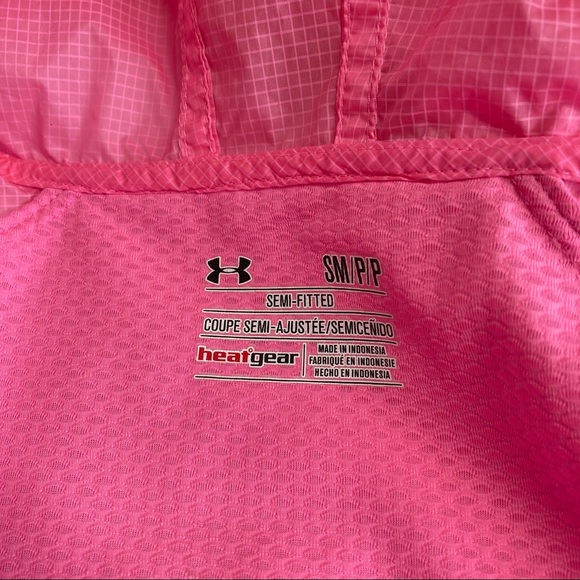 SM/P/P
SEMI-FITTED
COUPE SEMI-AJUSTÉE/SEMICEÑIDO
heatgear
MADE IN INDONESIA
FABRIQUÉ EN INDONESIE
HECHO EN INDONESIA